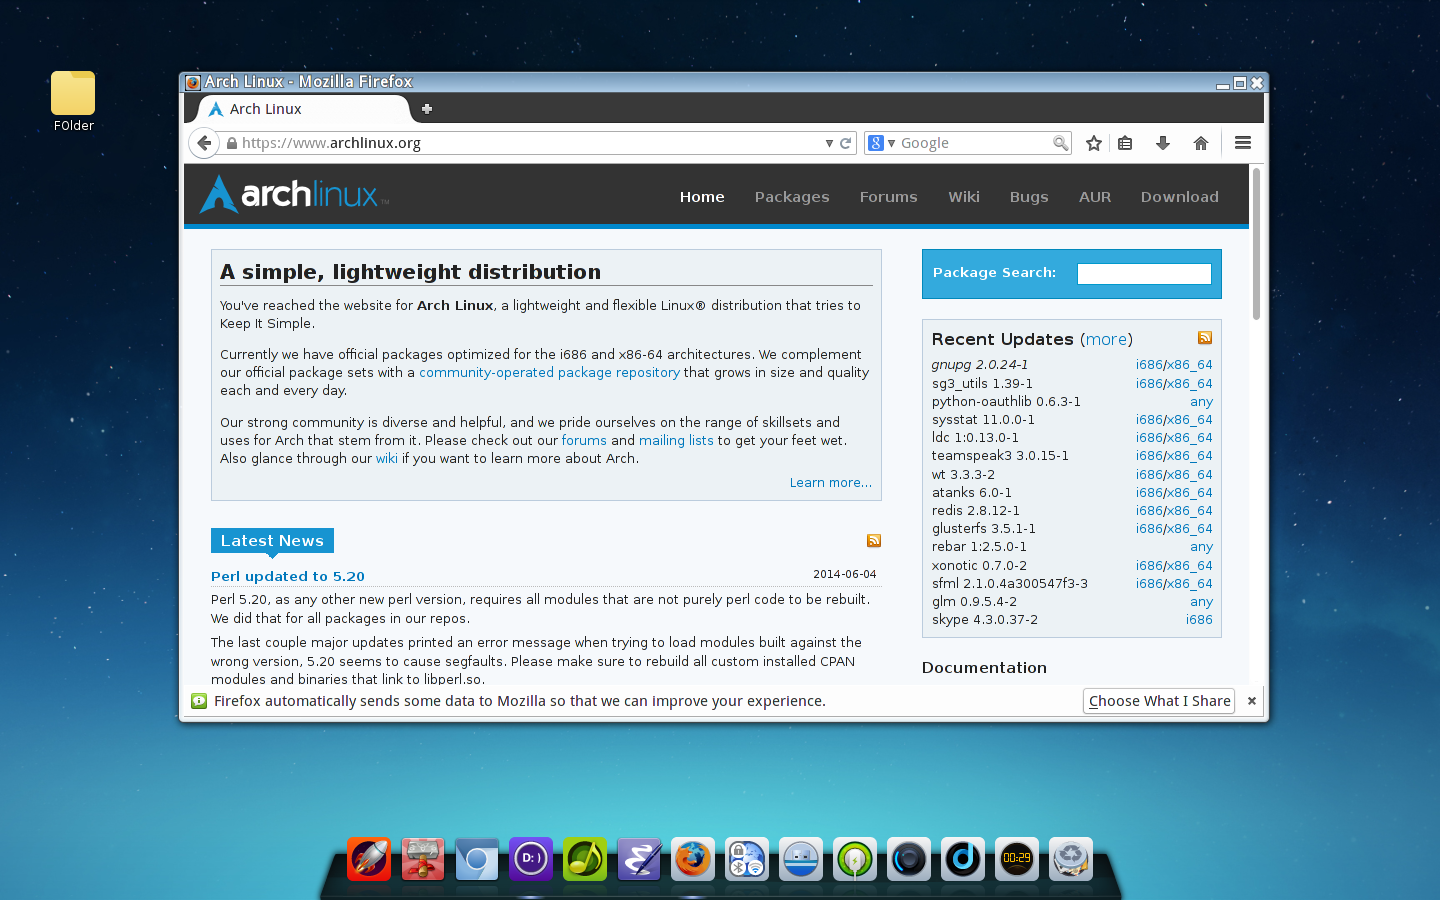 FOlder
Arch Linux - Mozilla Firefox
Arch Linux
https://www.archlinux.org
8
Google
archlinux™
Home
Packages
Forums
Wiki
Bugs
AUR
Download
A simple, lightweight distribution
You've reached the website for Arch Linux, a lightweight and flexible Linux® distribution that tries to
Keep It Simple.
Currently we have official packages optimized for the i686 and x86-64 architectures. We complement
our official package sets with a community-operated package repository that grows in size and quality
each and every day.
Our strong community is diverse and helpful, and we pride ourselves on the range of skillsets and
uses for Arch that stem from it. Please check out our forums and mailing lists to get your feet wet.
Also glance through our wiki if you want to learn more about Arch.
Learn more...
Latest News
Perl updated to 5.20
2014-06-04
Perl 5.20, as any other new perl version, requires all modules that are not purely perl code to be rebuilt.
We did that for all packages in our repos.
The last couple major updates printed an error message when trying to load modules built against the
wrong version, 5.20 seems to cause segfaults. Please make sure to rebuild all custom installed CPAN
modules and binaries that link to libperl.so.
Package Search:
Recent Updates (more)
gnupg 2.0.24-1 i686/x86_64
sg3_utils 1.39-1 i686/x86_64
python-oauthlib 0.6.3-1 any
sysstat 11.0.0-1 i686/x86_64
ldc 1:0.13.0-1 i686/x86_64
teamspeak3 3.0.15-1 i686/x86_64
wt 3.3.3-2 i686/x86_64
atanks 6.0-1 i686/x86_64
redis 2.8.12-1 i686/x86_64
glusterfs 3.5.1-1 i686/x86_64
rebar 1:2.5.0-1 any
xonotic 0.7.0-2 i686/x86_64
sfml 2.1.0.4a300547f3-3 i686/x86_64
glm 0.9.5.4-2 any
skype 4.3.0.37-2 i686
Documentation
Firefox automatically sends some data to Mozilla so that we can improve your experience.
Choose What I Share
D:)
00:29